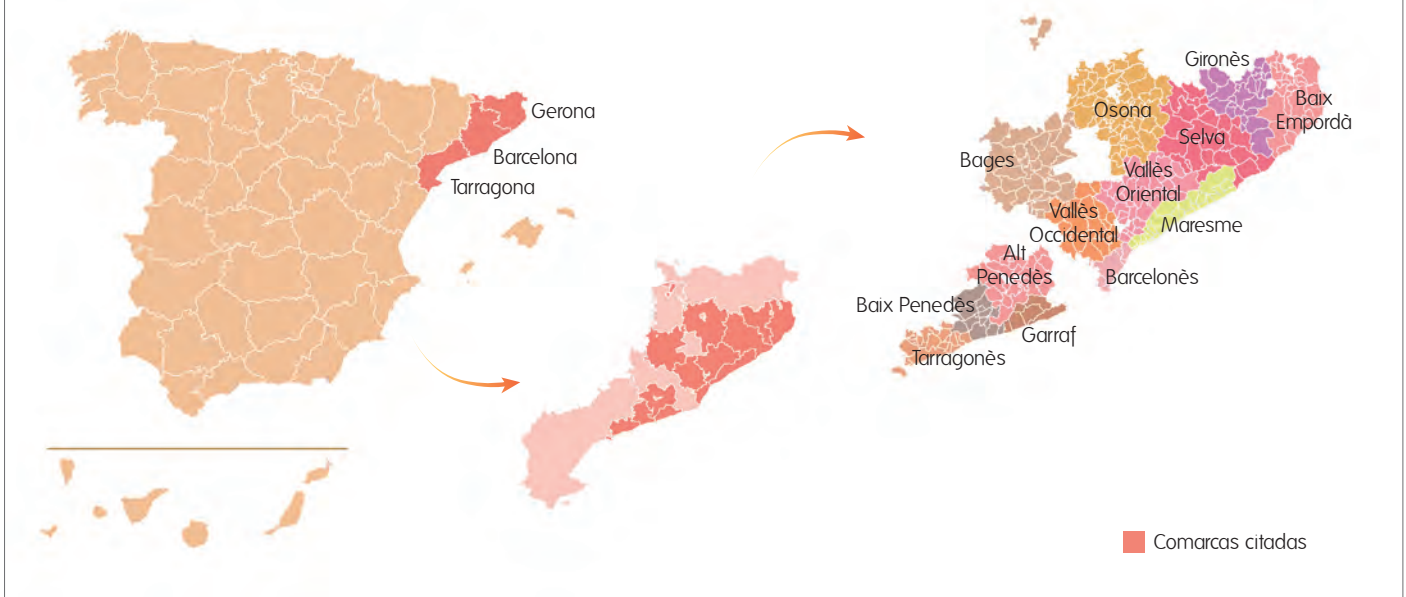 Gerona
Barcelona
Tarragona
Gironès
Baix
Empordà
Osona
Selva
Bages
Vallès
Oriental
Vallès
Occidental
Maresme
Alt
Penedès
Barcelonès
Baix Penedès
Garraf
Tarragonès
Comarcas citadas